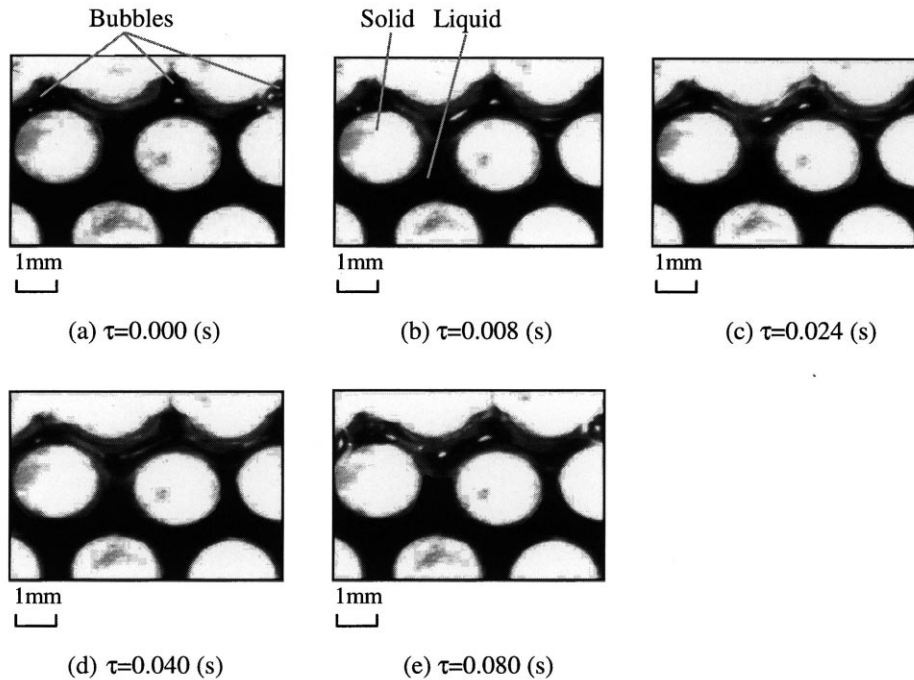 Bubbles Solid Liquid
1mm 1mm 1mm
(a) τ=0.000 (s) (b) τ=0.008 (s) (c) τ=0.024 (s)
1mm 1mm
(d) τ=0.040 (s) (e) τ=0.080 (s)